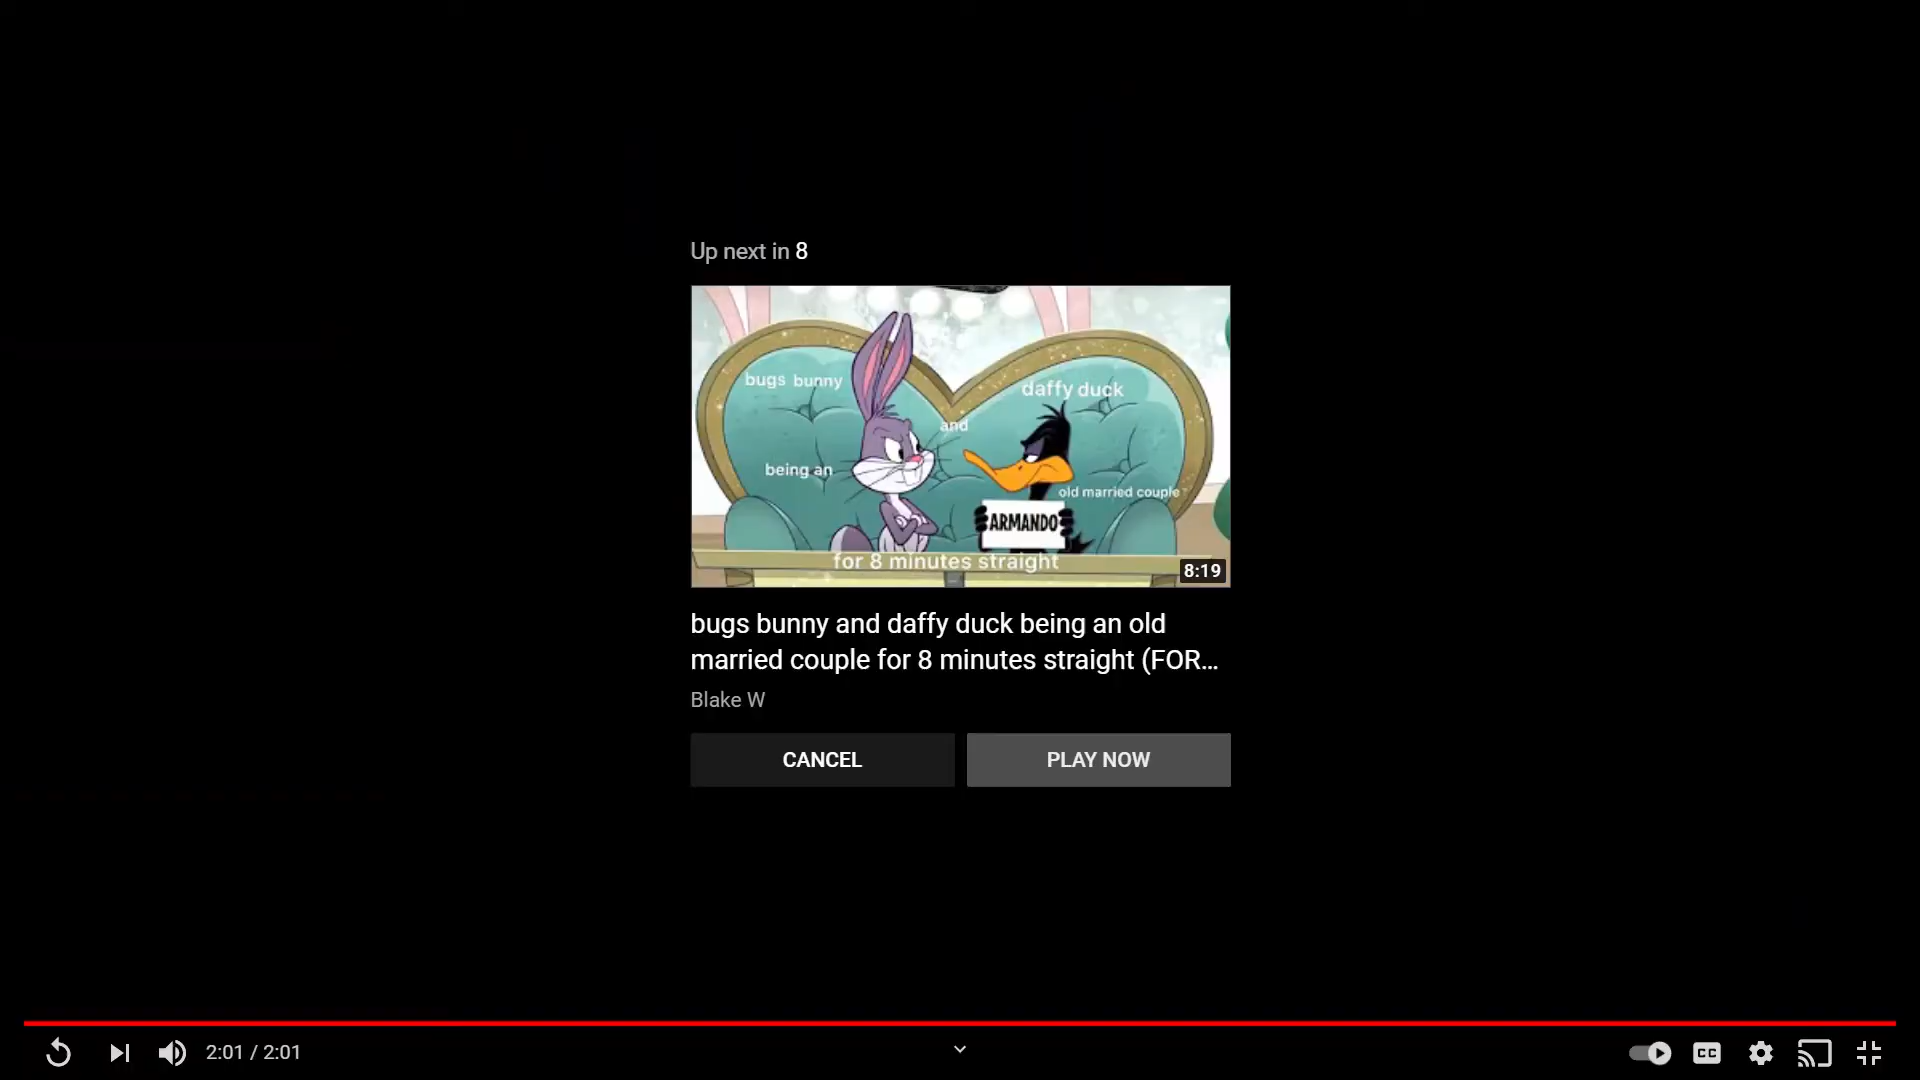 Up next in 8
bugs bunny
daffy duck
and
being an
old married couple
ARMANDO
for 8 minutes straight
8:19
bugs bunny and daffy duck being an old
married couple for 8 minutes straight (FOR...
Blake W
CANCEL
PLAY NOW
2:01 / 2:01
CC